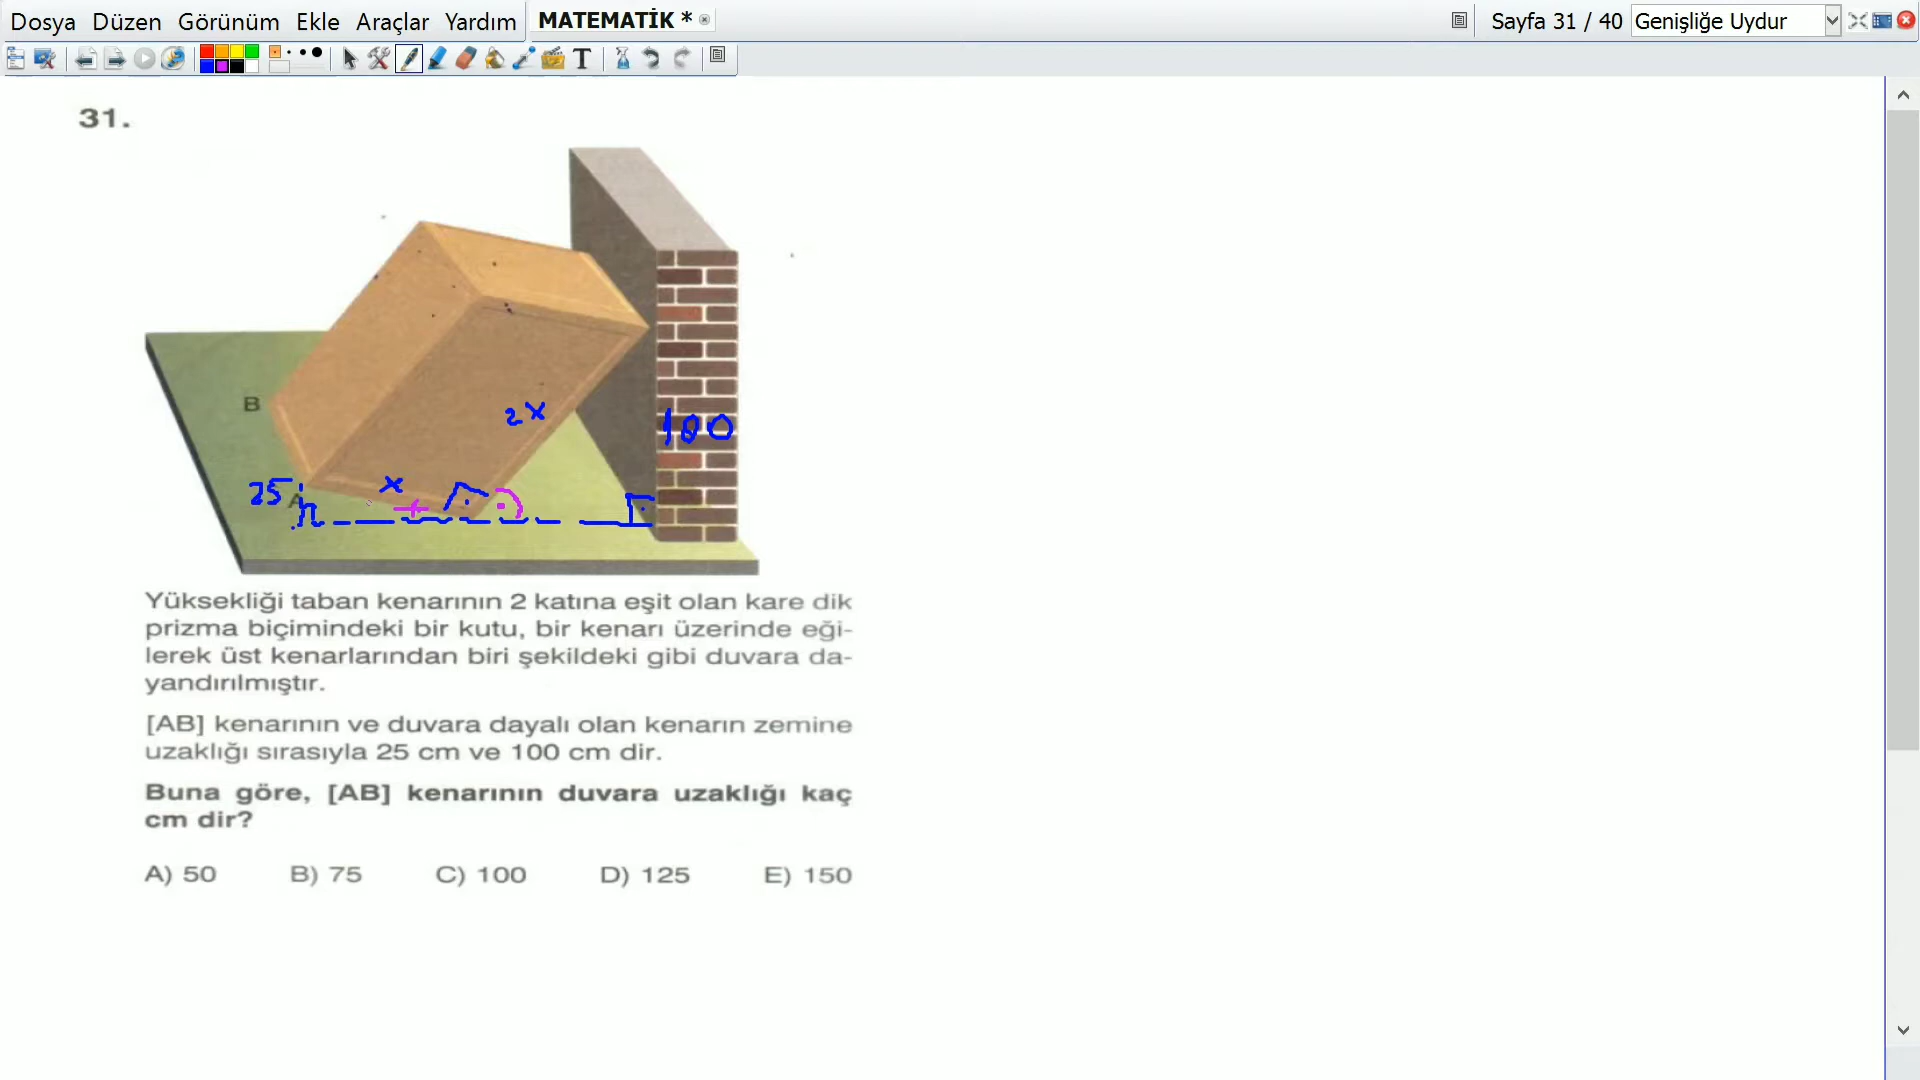 Dosya Düzen Görünüm Ekle Araçlar Yardım MATEMATİK * Sayfa 31 / 40 Genişliğe Uydur
31.
B
2x
100
25
A
x
h
Yüksekliği taban kenarının 2 katına eşit olan kare dik
prizma biçimindeki bir kutu, bir kenarı üzerinde eği-
lerek üst kenarlarından biri şekildeki gibi duvara da-
yandırılmıştır.
[AB] kenarının ve duvara dayalı olan kenarın zemine
uzaklığı sırasıyla 25 cm ve 100 cm dir.
Buna göre, [AB] kenarının duvara uzaklığı kaç
cm dir?
A) 50 B) 75 C) 100 D) 125 E) 150